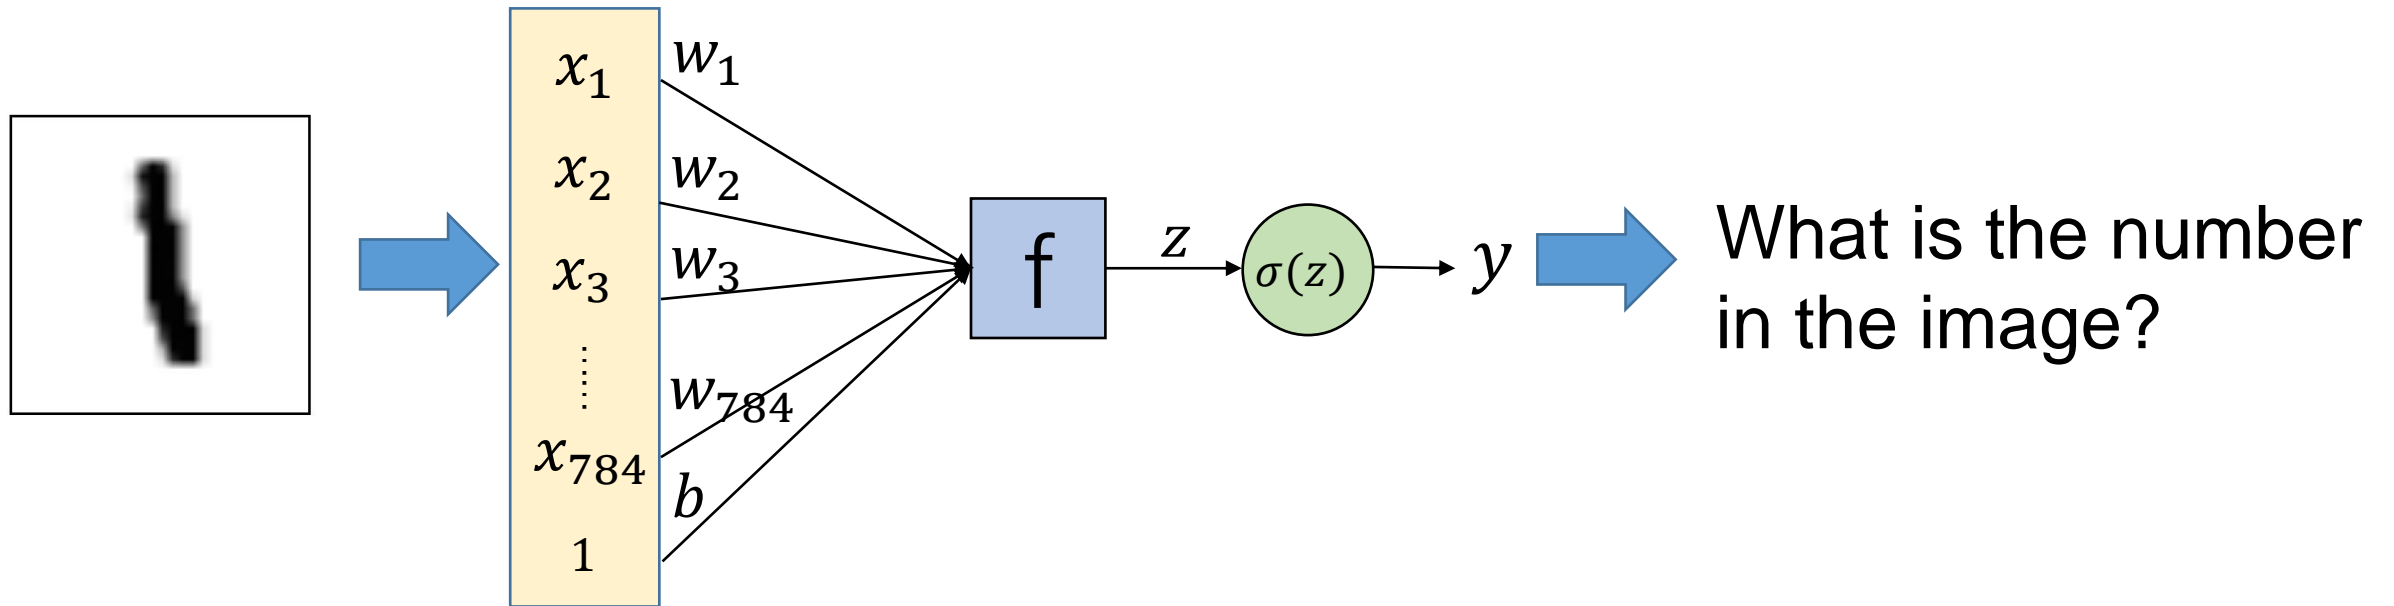 x₁
w₁
x₂
w₂
x₃
w₃
x₇₈₄
w₇₈₄
1
b
f
z
σ(z)
y
What is the number
in the image?